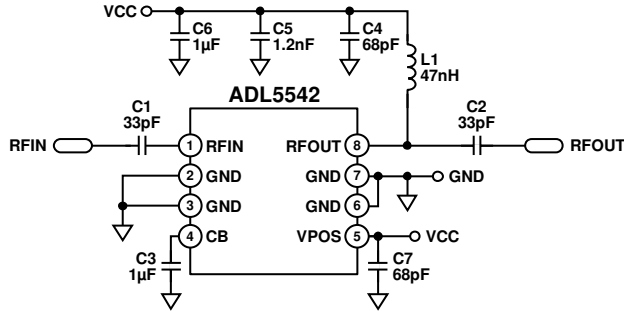 VCC
C6
1µF
C5
1.2nF
C4
68pF
L1
47nH
ADL5542
C1
33pF
C2
33pF
RFIN
1
RFIN
RFOUT
8
RFOUT
2
GND
GND
7
GND
3
GND
GND
6
4
CB
VPOS
5
VCC
C3
1µF
C7
68pF